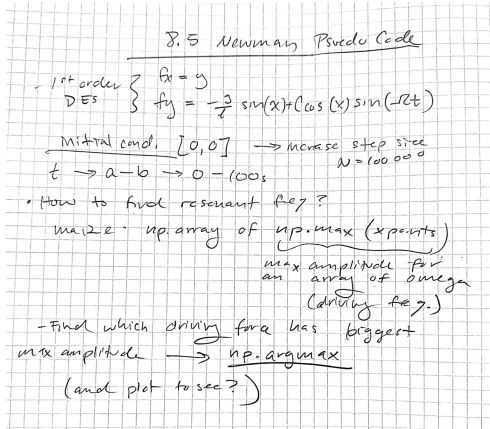 8.5 Newman Psuedo Code
1st order DEs { fx = y
fy = -g/l sin(x) + C cos(x) sin(Ωt)
initial cond. [0,0] → increase step size
N = 100 000
t → a-b → 0-100s
• How to find resonant freq?
make np.array of np.max (xpoints)
max amplitude for
an array of omega
(driving freq.)
- Find which driving force has biggest
max amplitude → np.argmax
(and plot to see?)